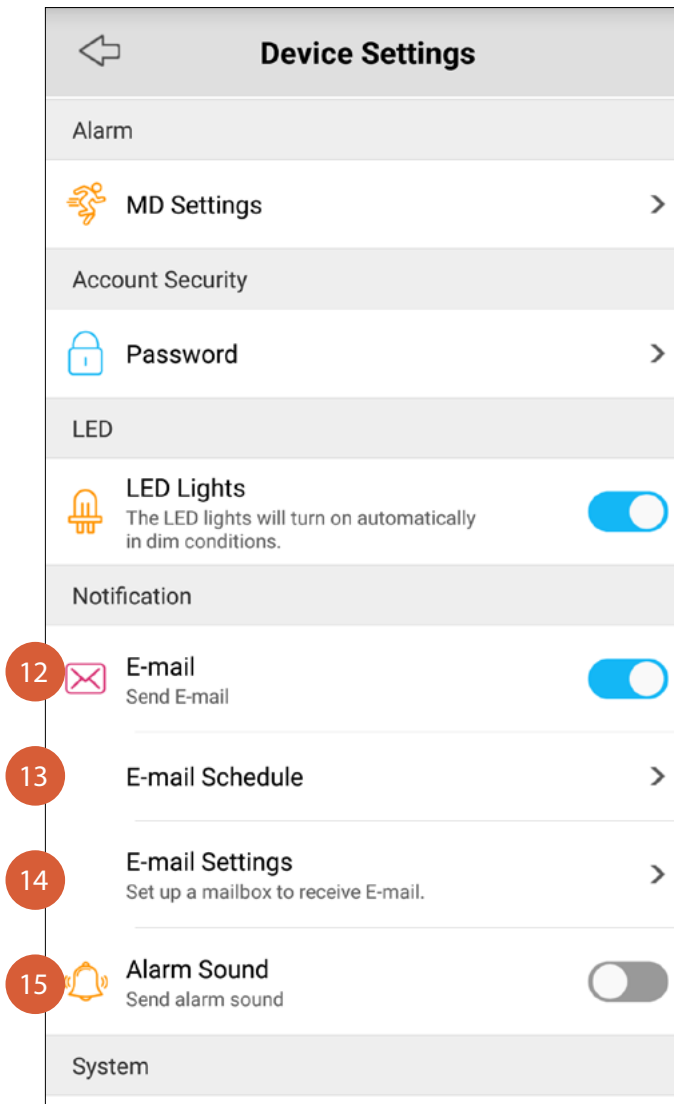 Device Settings
Alarm
MD Settings
Account Security
Password
LED
LED Lights
The LED lights will turn on automatically
in dim conditions.
Notification
12
E-mail
Send E-mail
13
E-mail Schedule
14
E-mail Settings
Set up a mailbox to receive E-mail.
15
Alarm Sound
Send alarm sound
System